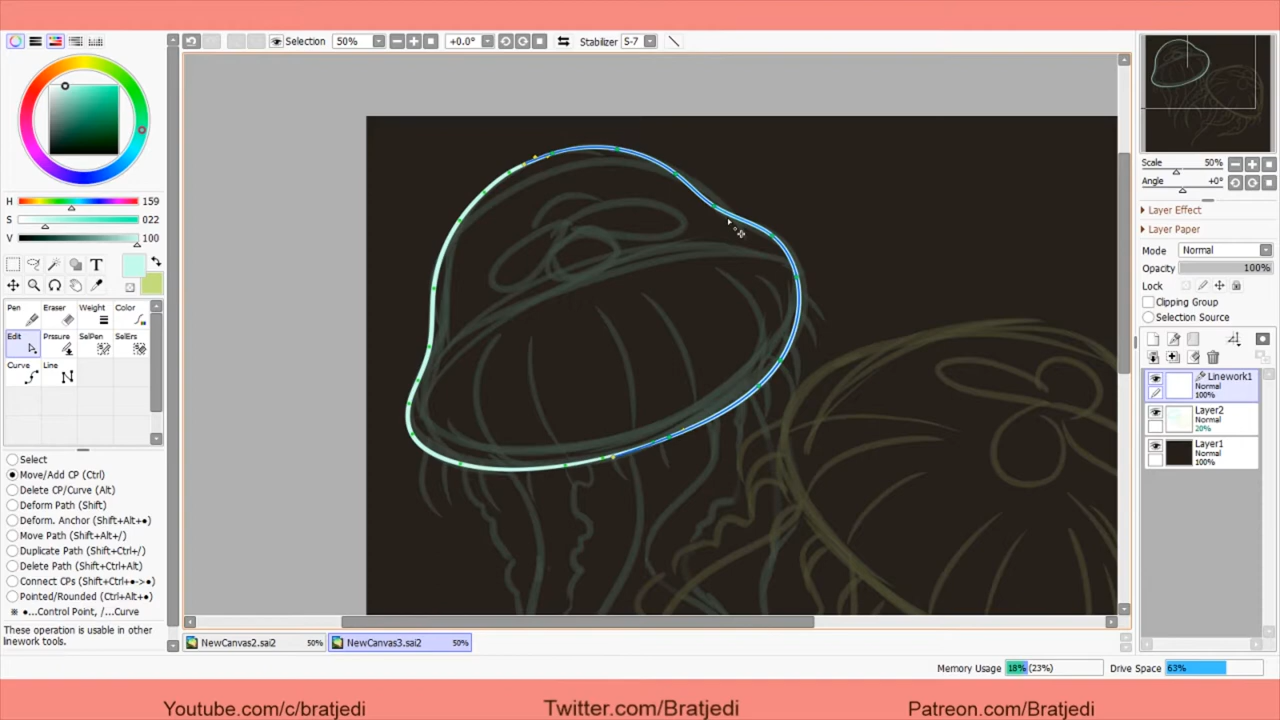 Selection 50% +0.0° Stabilizer S-7
H 159
S 022
V 100
T
Pen Eraser Weight Color
Edit Prssure SelPen SelErs
Curve Line
Select
Move/Add CP (Ctrl)
Delete CP/Curve (Alt)
Deform Path (Shift)
Deform. Anchor (Shift+Alt+●)
Move Path (Shift+Alt+/)
Duplicate Path (Shift+Ctrl+/)
Delete Path (Shift+Ctrl+Alt)
Connect CPs (Shift+Ctrl+●->●)
Pointed/Rounded (Ctrl+Alt+●)
※ ●...Control Point, /...Curve
These operation is usable in other
linework tools.
Scale 50%
Angle +0°
Layer Effect
Layer Paper
Mode Normal
Opacity 100%
Lock
Clipping Group
Selection Source
Linework1
Normal
100%
Layer2
Normal
20%
Layer1
Normal
100%
NewCanvas2.sai2 50% NewCanvas3.sai2 50%
Memory Usage 18% (23%) Drive Space 63%
Youtube.com/c/bratjedi Twitter.com/Bratjedi Patreon.com/Bratjedi